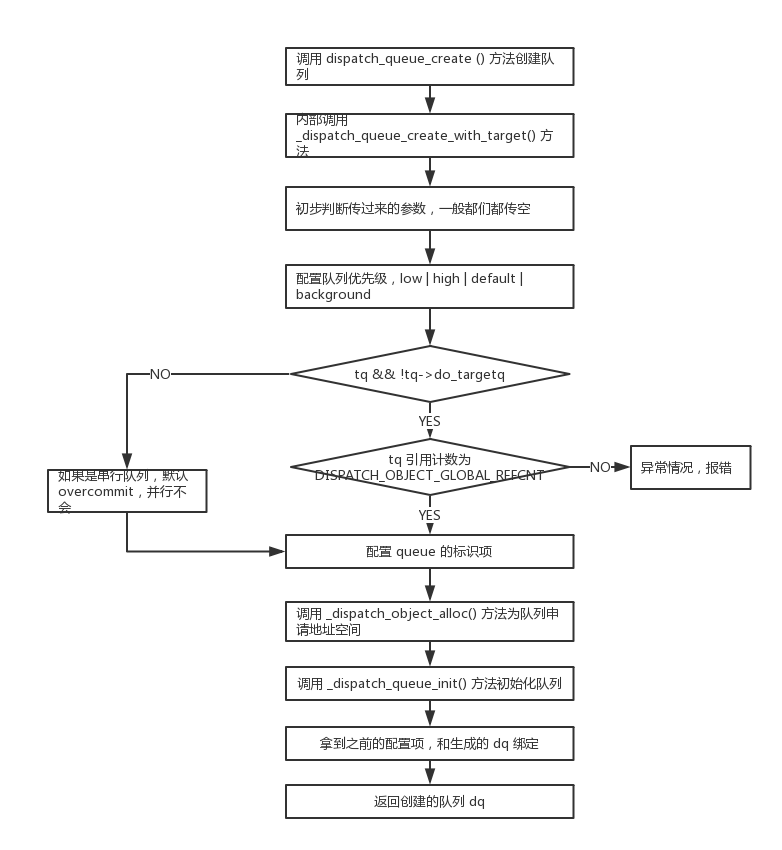 调用 dispatch_queue_create () 方法创建队
列
内部调用
_dispatch_queue_create_with_target() 方
法
初步判断传过来的参数，一般都们都传空
配置队列优先级，low | high | default |
background
tq && !tq->do_targetq
NO
YES
tq 引用计数为
DISPATCH_OBJECT_GLOBAL_REFCNT
NO
异常情况，报错
如果是串行队列，默认
overcommit，并行不
会
YES
配置 queue 的标识项
调用 _dispatch_object_alloc() 方法为队列申
请地址空间
调用 _dispatch_queue_init() 方法初始化队列
拿到之前的配置项，和生成的 dq 绑定
返回创建的队列 dq